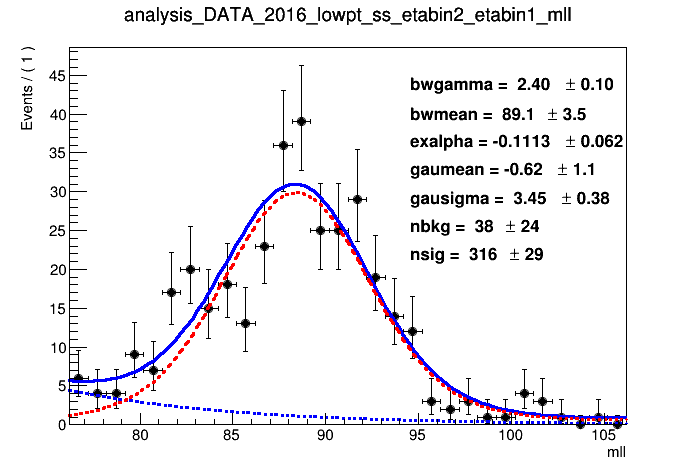 analysis_DATA_2016_lowpt_ss_etabin2_etabin1_mll
Events / ( 1 )
45
40
35
30
25
20
15
10
5
0
bwgamma = 2.40 ± 0.10
bwmean = 89.1 ± 3.5
exalpha = -0.1113 ± 0.062
gaumean = -0.62 ± 1.1
gausigma = 3.45 ± 0.38
nbkg = 38 ± 24
nsig = 316 ± 29
80 85 90 95 100 105
mll